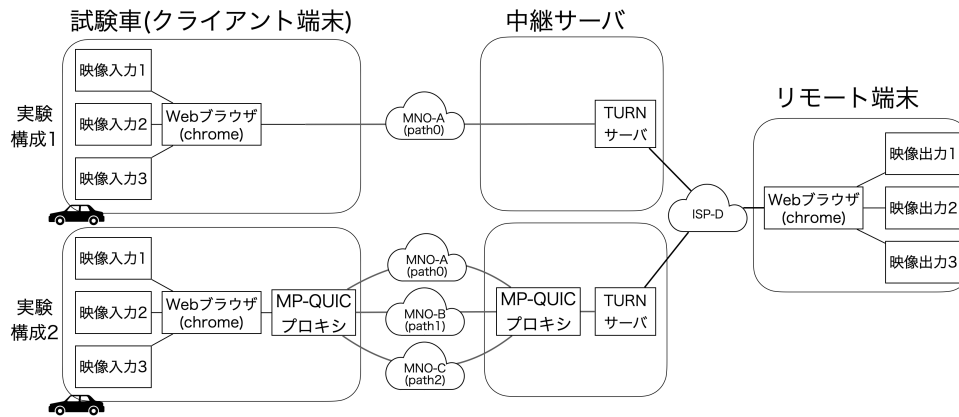 試験車(クライアント端末)
中継サーバ
リモート端末
実験
構成1
映像入力1
映像入力2
映像入力3
Webブラウザ
(chrome)
MNO-A
(path0)
TURN
サーバ
ISP-D
Webブラウザ
(chrome)
映像出力1
映像出力2
映像出力3
実験
構成2
映像入力1
映像入力2
映像入力3
Webブラウザ
(chrome)
MP-QUIC
プロキシ
MNO-A
(path0)
MNO-B
(path1)
MNO-C
(path2)
MP-QUIC
プロキシ
TURN
サーバ